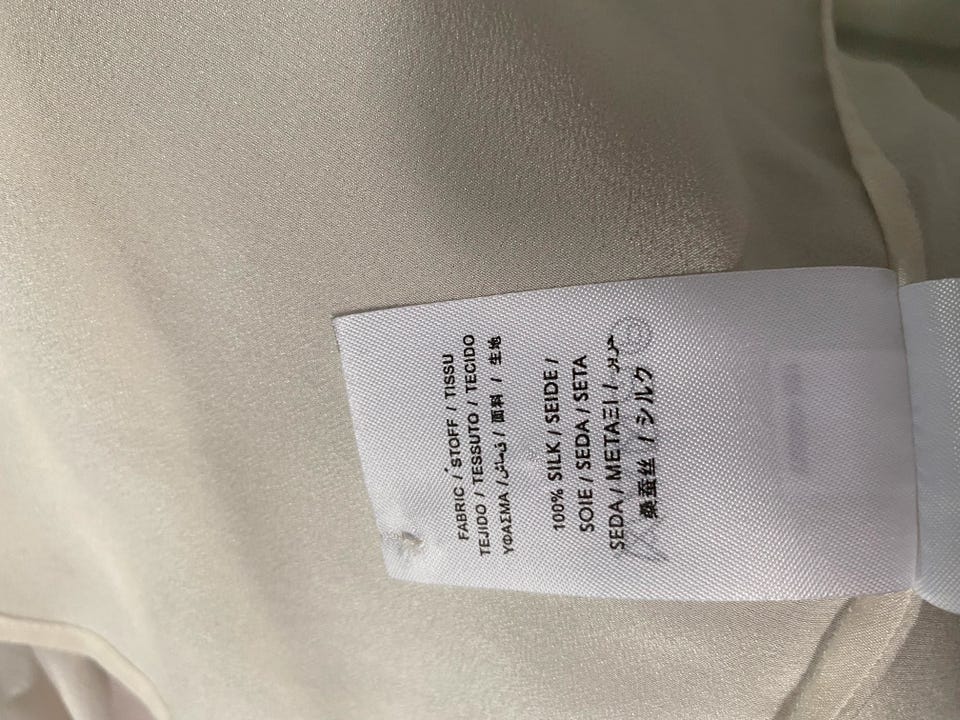 FABRIC / STOFF / TISSU
TEJIDO / TESSUTO / TECIDO
ΥΦΑΣΜΑ / قماش / 面料 / 生地
100% SILK / SEIDE /
SOIE / SEDA / SETA
SEDA / ΜΕΤΑΞΙ / حرير
桑蚕丝 / シルク